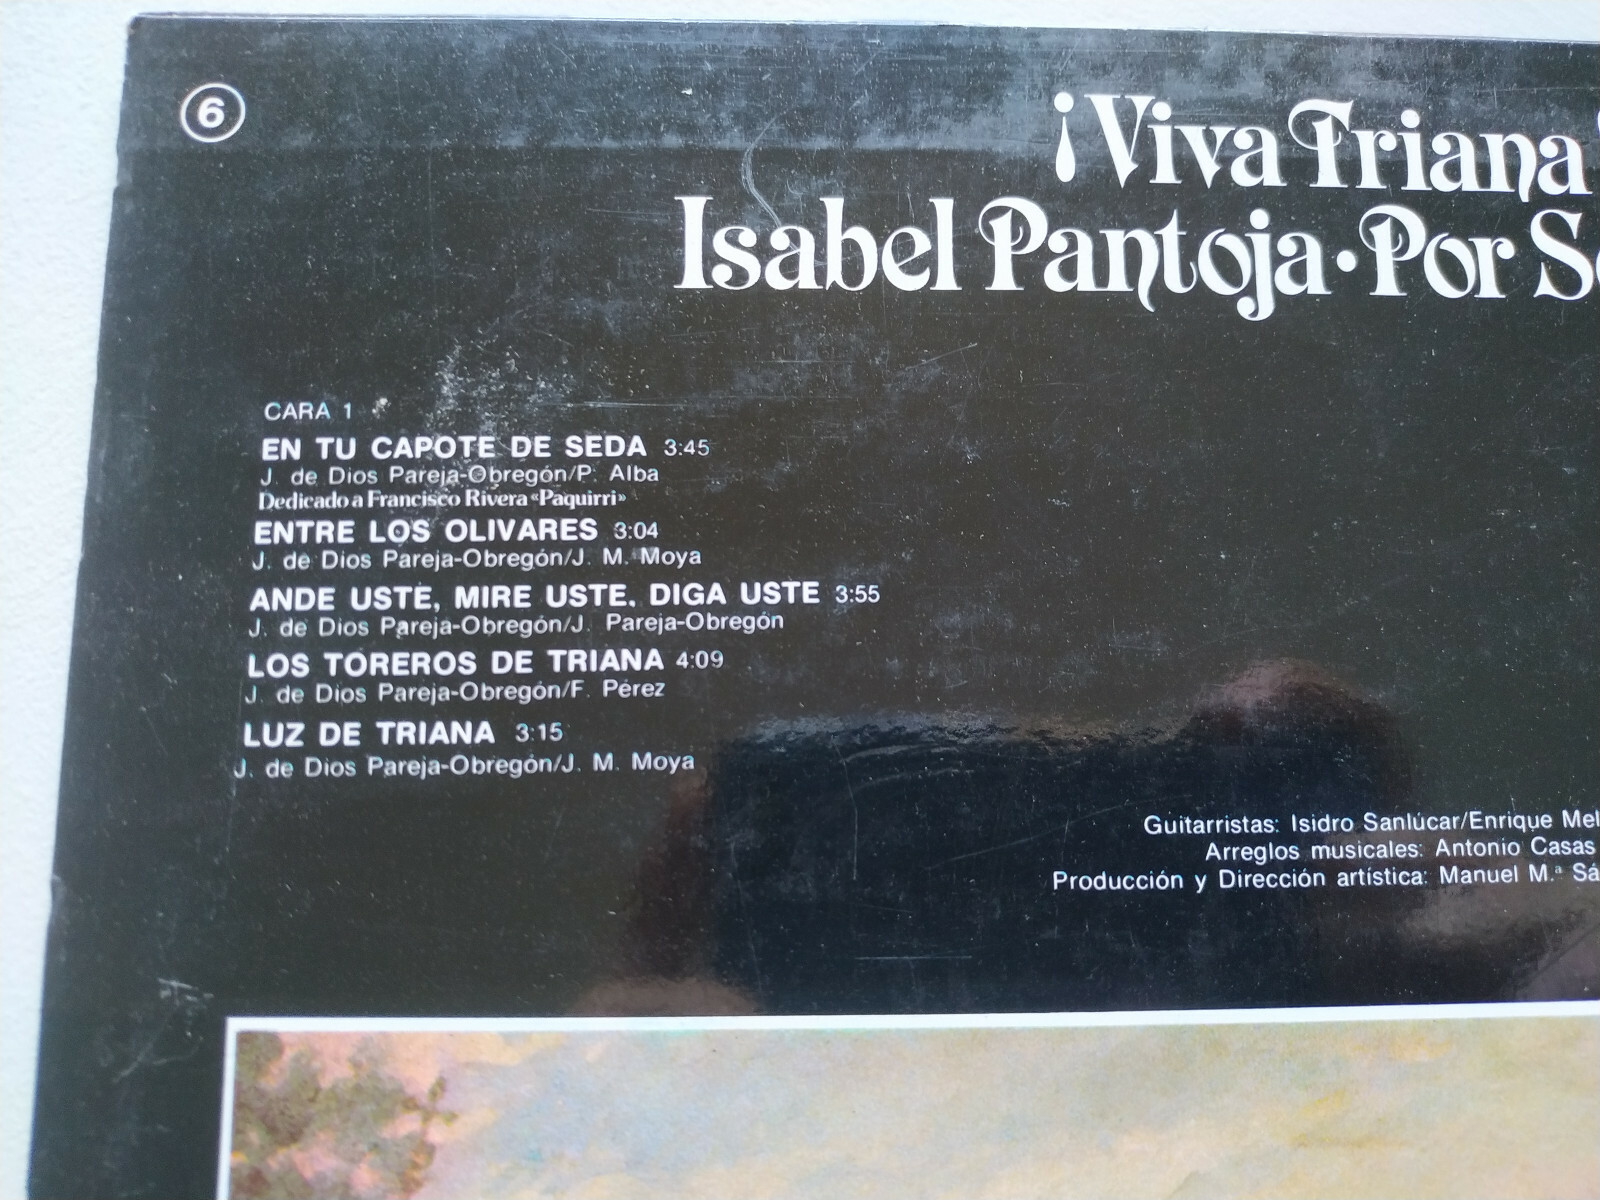 6
¡Viva Triana
Isabel Pantoja·Por
CARA 1
EN TU CAPOTE DE SEDA 3:45
J. de Dios Pareja-Obregón/P. Alba
Dedicado a Francisco Rivera «Paquirri»
ENTRE LOS OLIVARES 3:04
J. de Dios Pareja-Obregón/J. M. Moya
ANDE USTE, MIRE USTE, DIGA USTE 3:55
J. de Dios Pareja-Obregón/J. Pareja-Obregón
LOS TOREROS DE TRIANA 4:09
J. de Dios Pareja-Obregón/F. Pérez
LUZ DE TRIANA 3:15
J. de Dios Pareja-Obregón/J. M. Moya
Guitarristas: Isidro Sanlúcar/Enrique Mel
Arreglos musicales: Antonio Casas
Producción y Dirección artística: Manuel M.ª Sá